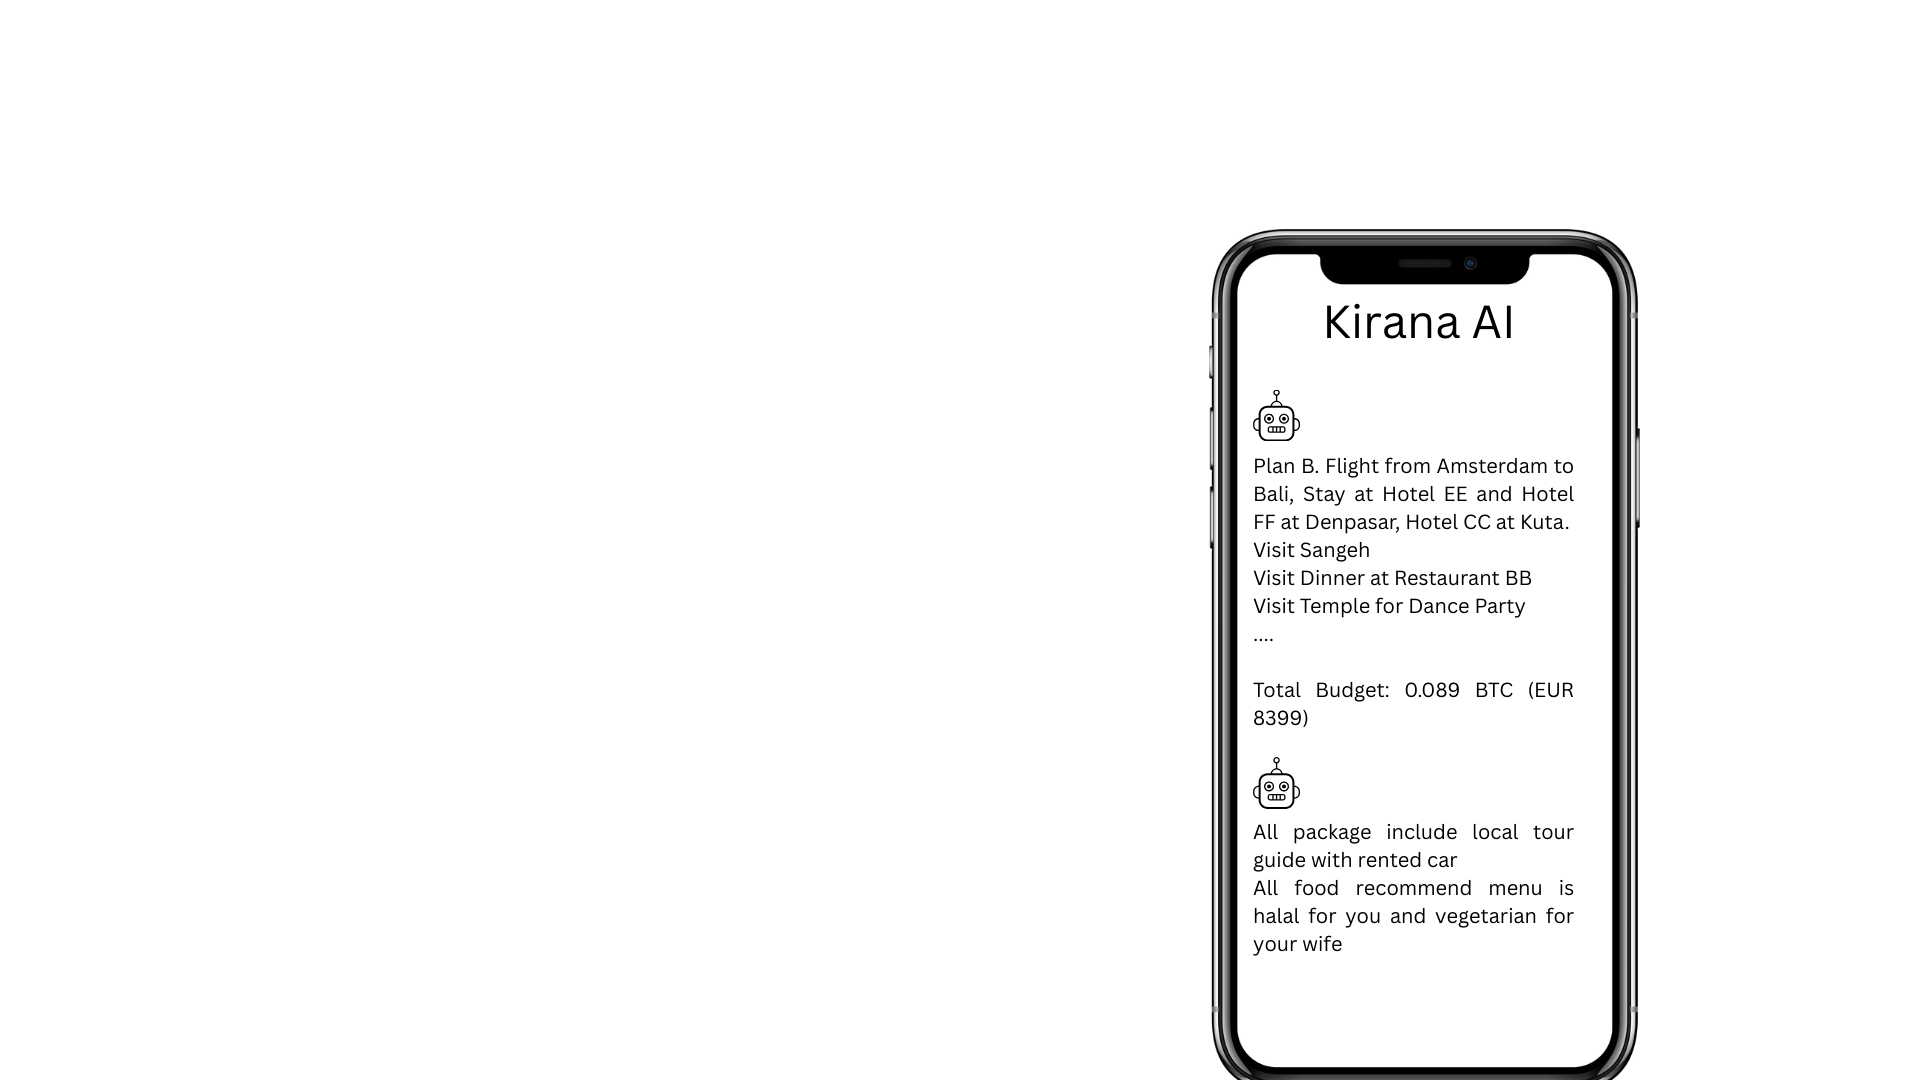 Kirana AI
Plan B. Flight from Amsterdam to
Bali, Stay at Hotel EE and Hotel
FF at Denpasar, Hotel CC at Kuta.
Visit Sangeh
Visit Dinner at Restaurant BB
Visit Temple for Dance Party
....
Total Budget: 0.089 BTC (EUR
8399)
All package include local tour
guide with rented car
All food recommend menu is
halal for you and vegetarian for
your wife